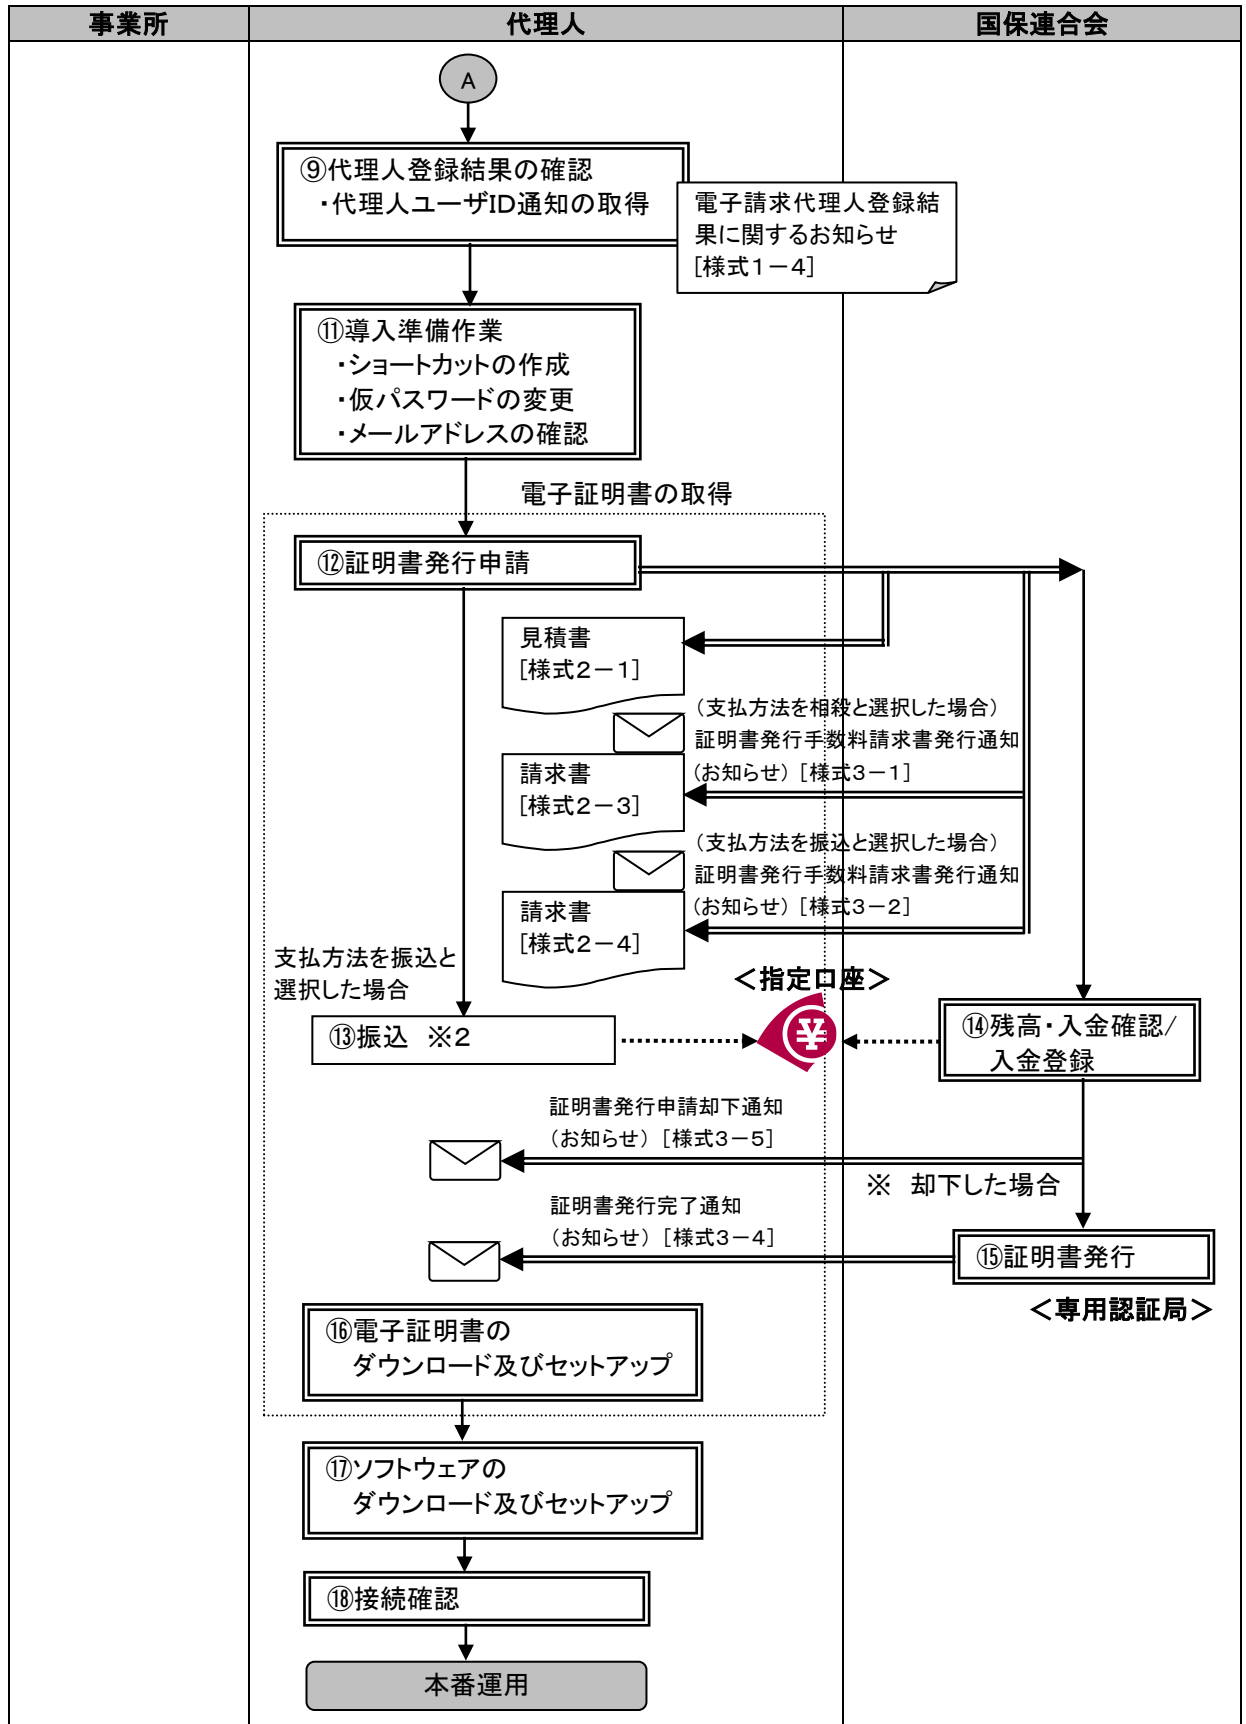 事業所
代理人
国保連合会
A
⑨代理人登録結果の確認
・代理人ユーザID通知の取得
電子請求代理人登録結
果に関するお知らせ
[様式1－4]
⑪導入準備作業
・ショートカットの作成
・仮パスワードの変更
・メールアドレスの確認
電子証明書の取得
⑫証明書発行申請
見積書
[様式2－1]
(支払方法を相殺と選択した場合)
証明書発行手数料請求書発行通知
(お知らせ) [様式3－1]
請求書
[様式2－3]
(支払方法を振込と選択した場合)
証明書発行手数料請求書発行通知
(お知らせ) [様式3－2]
請求書
[様式2－4]
支払方法を振込と
選択した場合
＜指定口座＞
⑬振込 ※2
¥
⑭残高・入金確認/
入金登録
証明書発行申請却下通知
(お知らせ) [様式3－5]
※ 却下した場合
証明書発行完了通知
(お知らせ) [様式3－4]
⑮証明書発行
＜専用認証局＞
⑯電子証明書の
ダウンロード及びセットアップ
⑰ソフトウェアの
ダウンロード及びセットアップ
⑱接続確認
本番運用